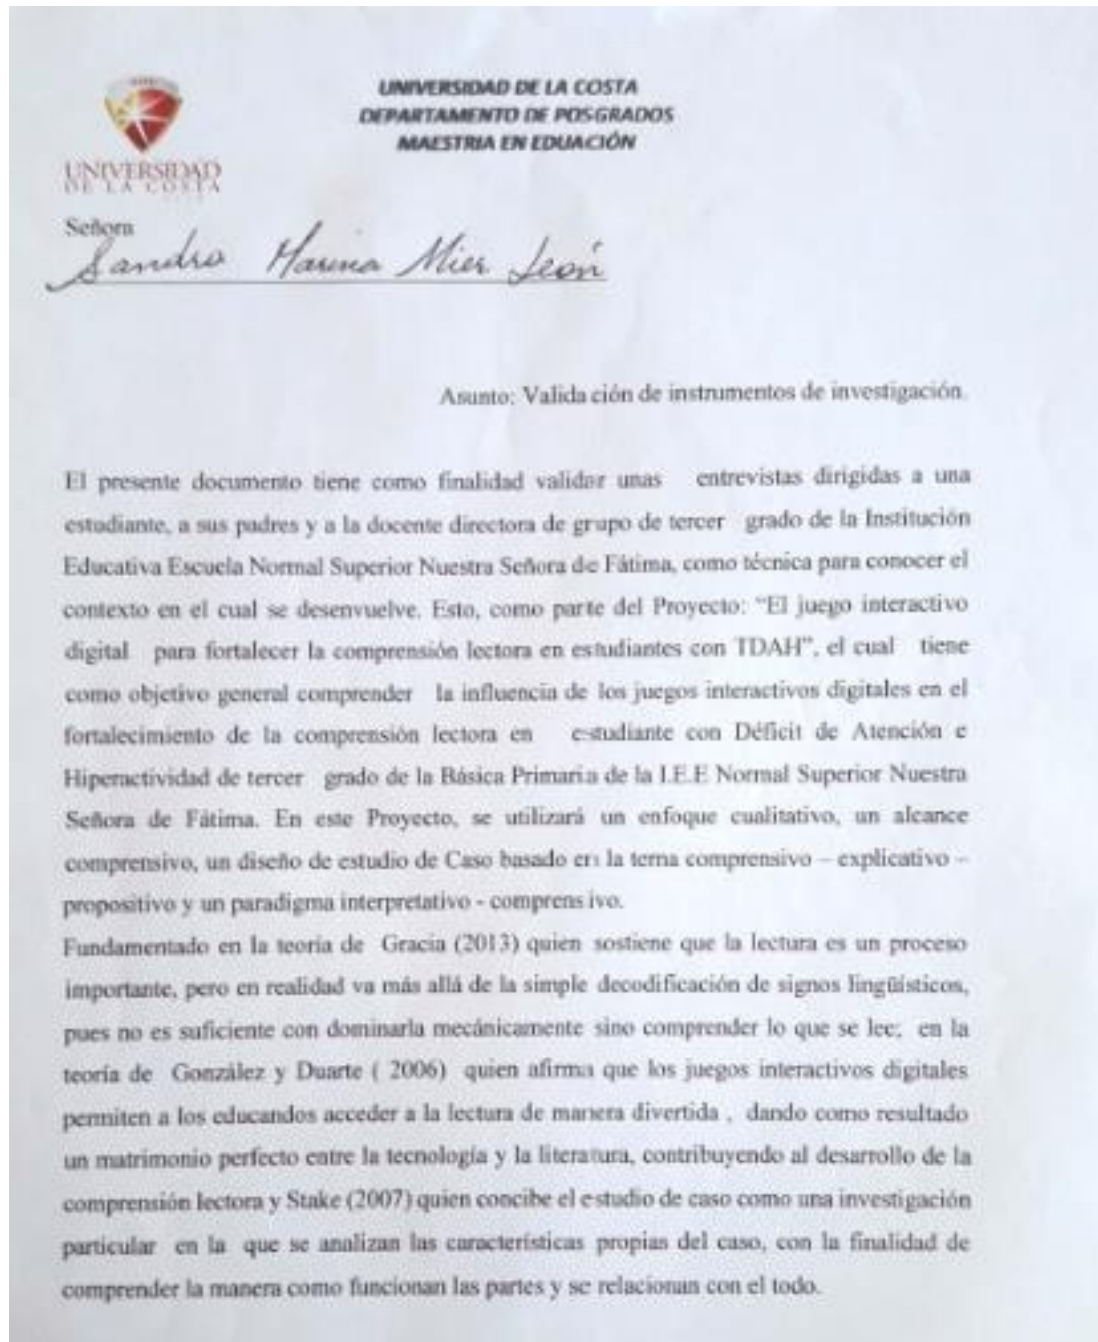 UNIVERSIDAD DE LA COSTA
DEPARTAMENTO DE POSGRADOS
MAESTRIA EN EDUACIÓN
UNIVERSIDAD
DE LA COSTA
Señora
Sandra Marina Mier León
Asunto: Valida ción de instrumentos de investigación.
El presente documento tiene como finalidad validar unas entrevistas dirigidas a una
estudiante, a sus padres y a la docente directora de grupo de tercer grado de la Institución
Educativa Escuela Normal Superior Nuestra Señora de Fátima, como técnica para conocer el
contexto en el cual se desenvuelve. Esto, como parte del Proyecto: “El juego interactivo
digital para fortalecer la comprensión lectora en estudiantes con TDAH”, el cual tiene
como objetivo general comprender la influencia de los juegos interactivos digitales en el
fortalecimiento de la comprensión lectora en estudiante con Déficit de Atención e
Hiperactividad de tercer grado de la Básica Primaria de la I.E.E Normal Superior Nuestra
Señora de Fátima. En este Proyecto, se utilizará un enfoque cualitativo, un alcance
comprensivo, un diseño de estudio de Caso basado en la terna comprensivo – explicativo –
propositivo y un paradigma interpretativo - comprens ivo.
Fundamentado en la teoría de Gracia (2013) quien sostiene que la lectura es un proceso
importante, pero en realidad va más allá de la simple decodificación de signos lingüísticos,
pues no es suficiente con dominarla mecánicamente sino comprender lo que se lee; en la
teoría de González y Duarte ( 2006) quien afirma que los juegos interactivos digitales
permiten a los educandos acceder a la lectura de manera divertida , dando como resultado
un matrimonio perfecto entre la tecnología y la literatura, contribuyendo al desarrollo de la
comprensión lectora y Stake (2007) quien concibe el estudio de caso como una investigación
particular en la que se analizan las características propias del caso, con la finalidad de
comprender la manera como funcionan las partes y se relacionan con el todo.